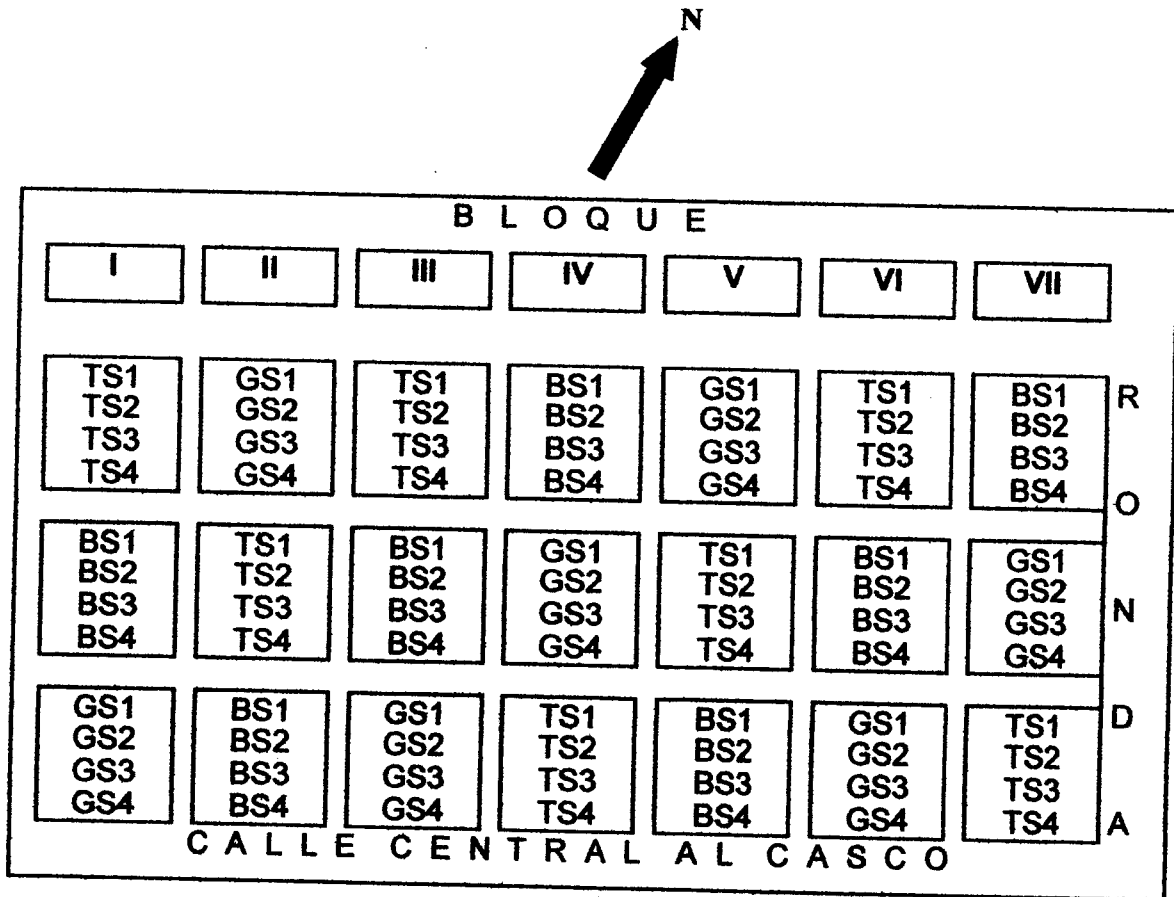 N
B L O Q U E
I II III IV V VI VII
TS1 GS1 TS1 BS1 GS1 TS1 BS1
TS2 GS2 TS2 BS2 GS2 TS2 BS2
TS3 GS3 TS3 BS3 GS3 TS3 BS3
TS4 GS4 TS4 BS4 GS4 TS4 BS4
BS1 TS1 BS1 GS1 TS1 BS1 GS1
BS2 TS2 BS2 GS2 TS2 BS2 GS2
BS3 TS3 BS3 GS3 TS3 BS3 GS3
BS4 TS4 BS4 GS4 TS4 BS4 GS4
GS1 BS1 GS1 TS1 BS1 GS1 TS1
GS2 BS2 GS2 TS2 BS2 GS2 TS2
GS3 BS3 GS3 TS3 BS3 GS3 TS3
GS4 BS4 GS4 TS4 BS4 GS4 TS4
R O N D A
C A L L E C E N T R A L A L C A S C O